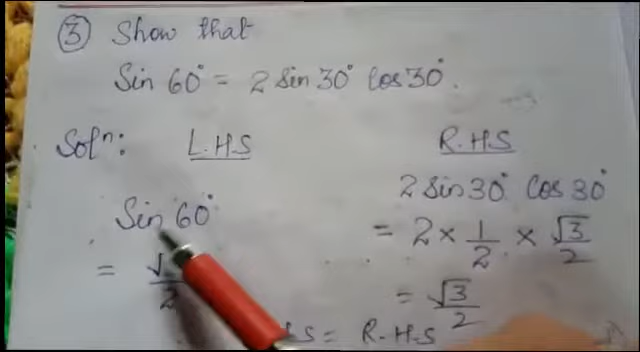 ③ Show that
Sin 60° = 2 Sin 30° Cos 30°.
Solⁿ: L.H.S R.H.S
Sin 60°
= √ / 2
2 Sin 30° Cos 30°
= 2 × 1/2 × √3/2
= √3/2
= R.H.S